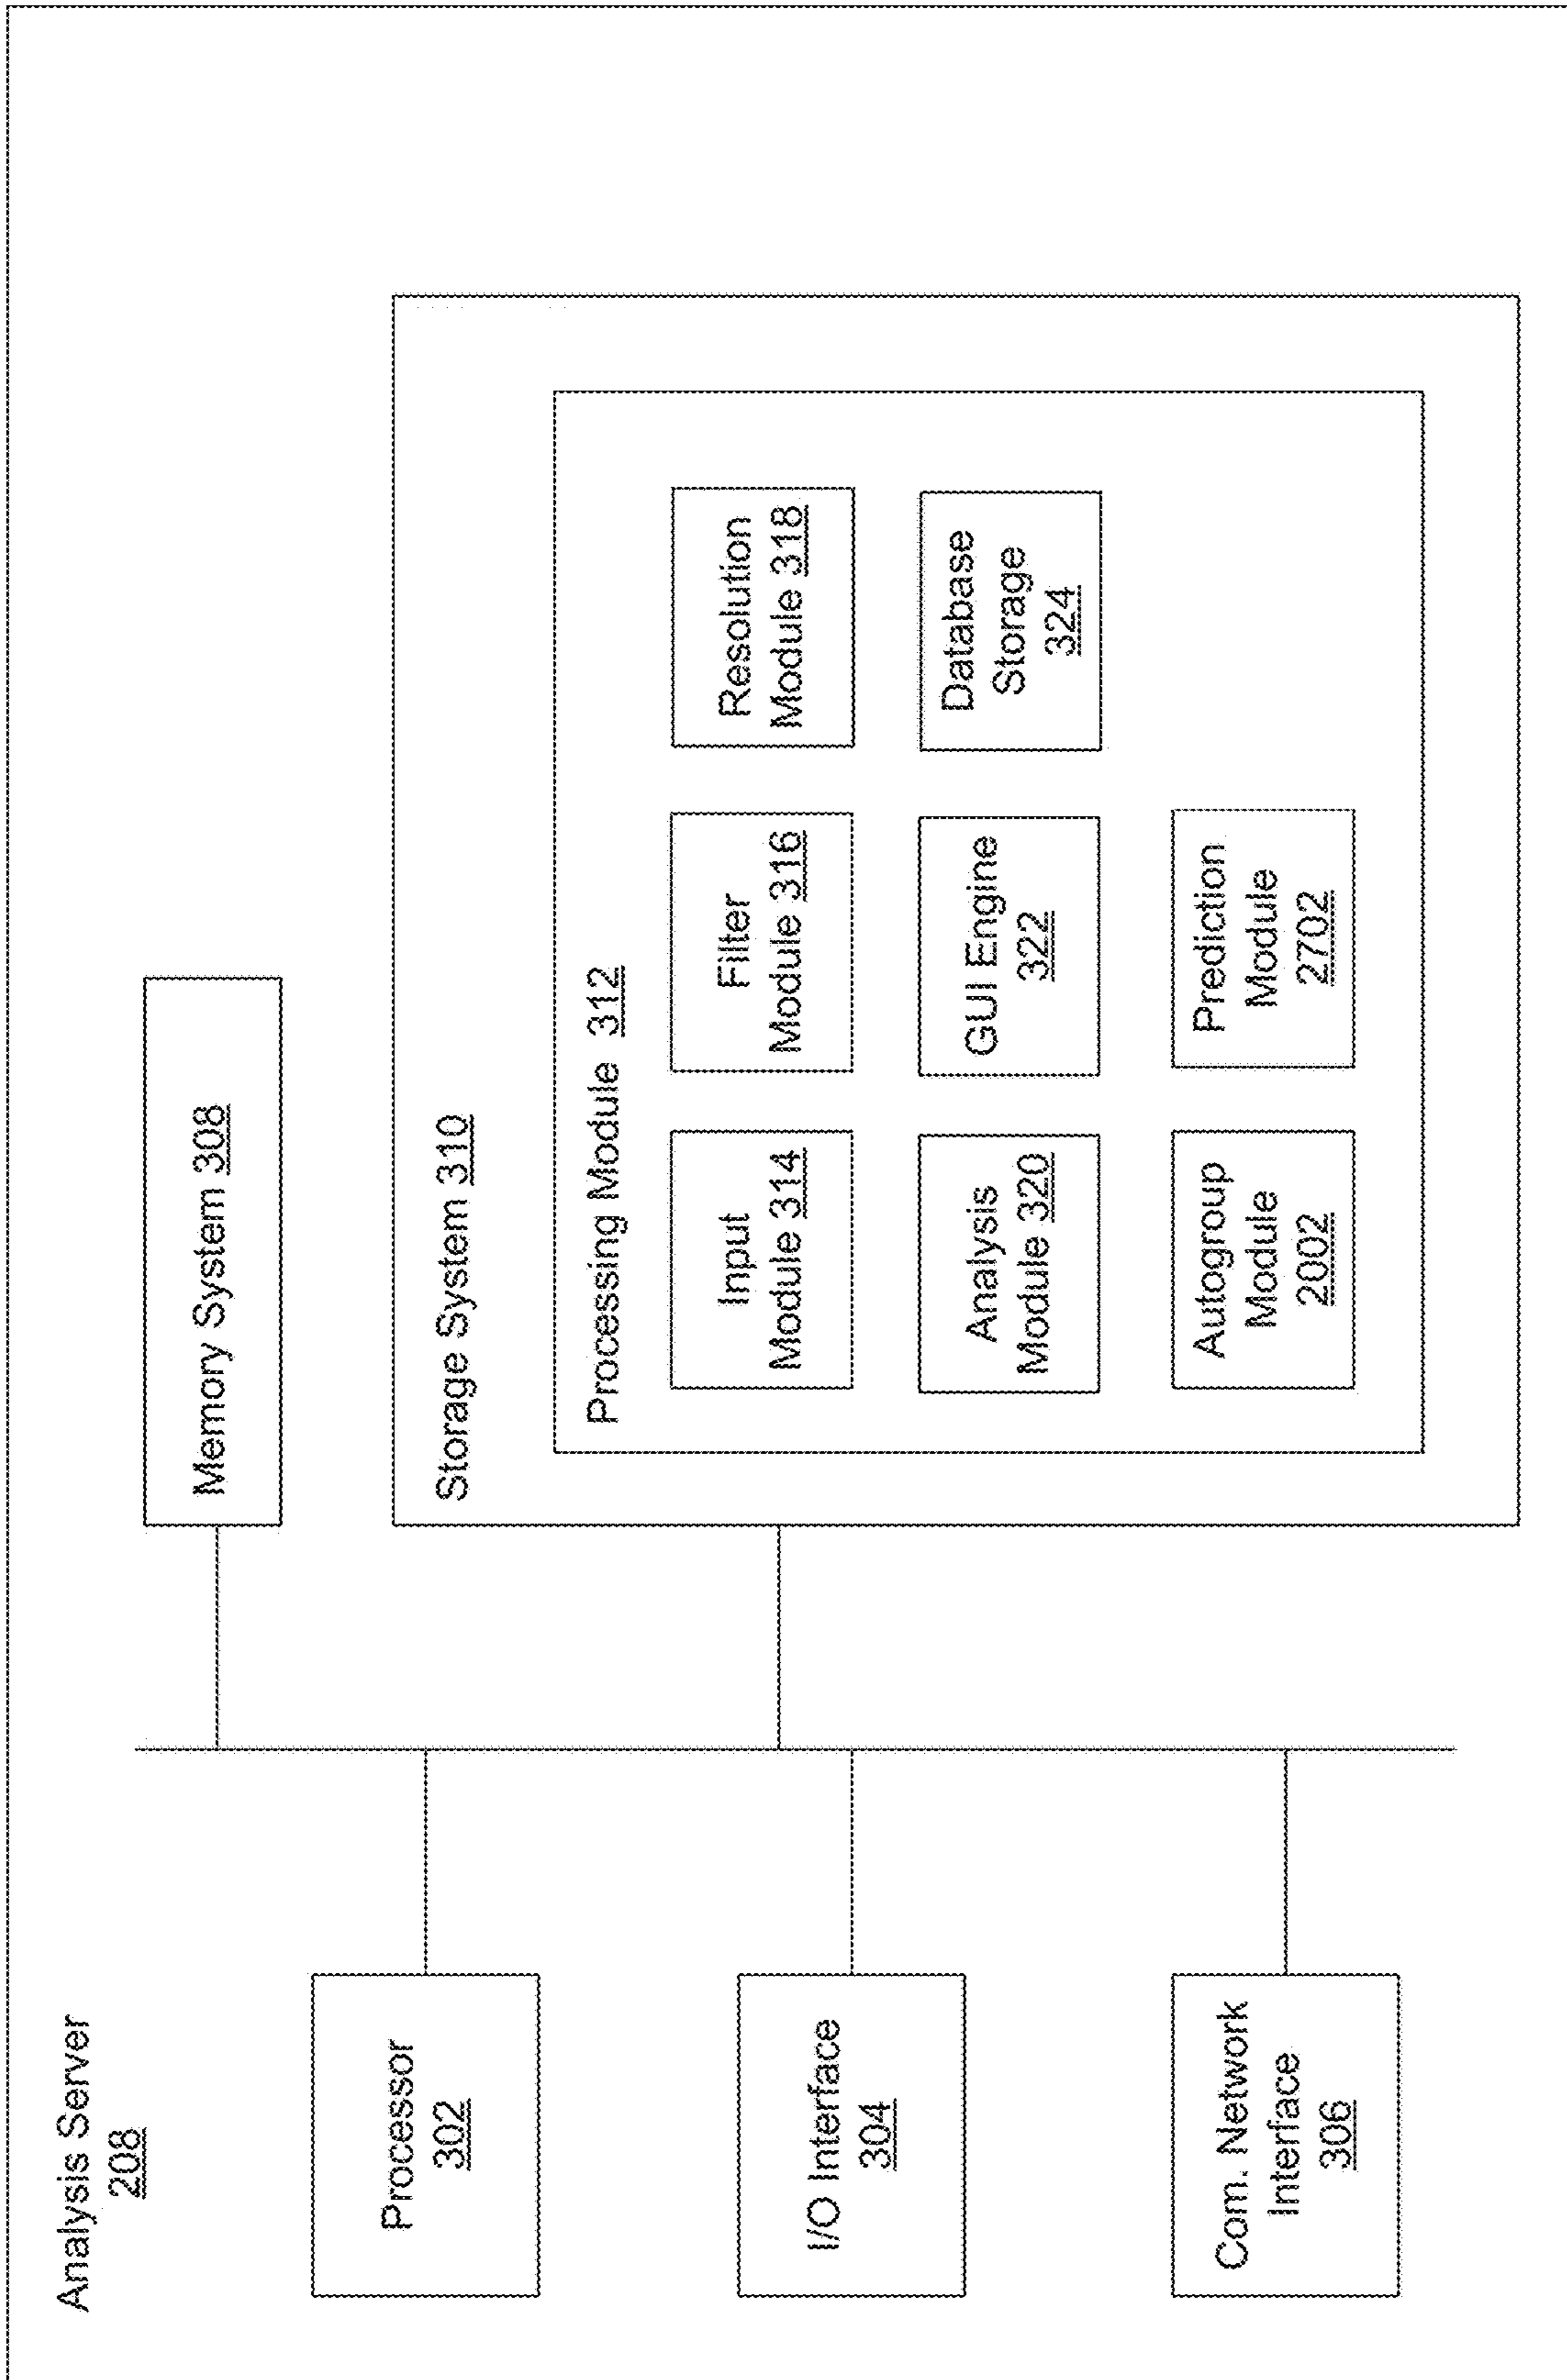 Analysis Server
208
Processor
302
I/O Interface
304
Com. Network
Interface
306
Memory System 308
Storage System 310
Processing Module 312
Input
Module 314
Filter
Module 316
Resolution
Module 318
Analysis
Module 320
GUI Engine
322
Database
Storage
324
Autogroup
Module
2002
Prediction
Module
2702